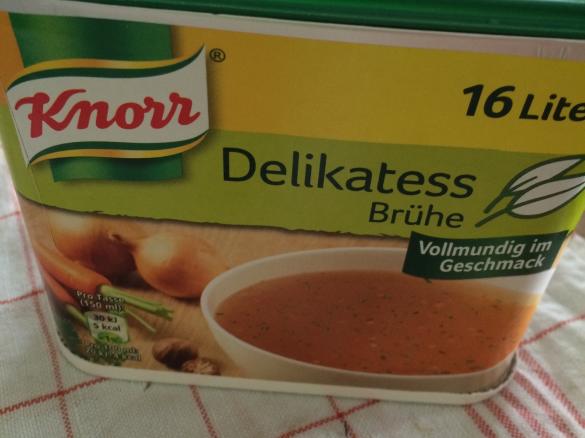 Knorr®
16 Lite
Delikatess
Brühe
Vollmundig im
Geschmack
Pro Tasse
(150 ml):
30 kJ
5 kcal